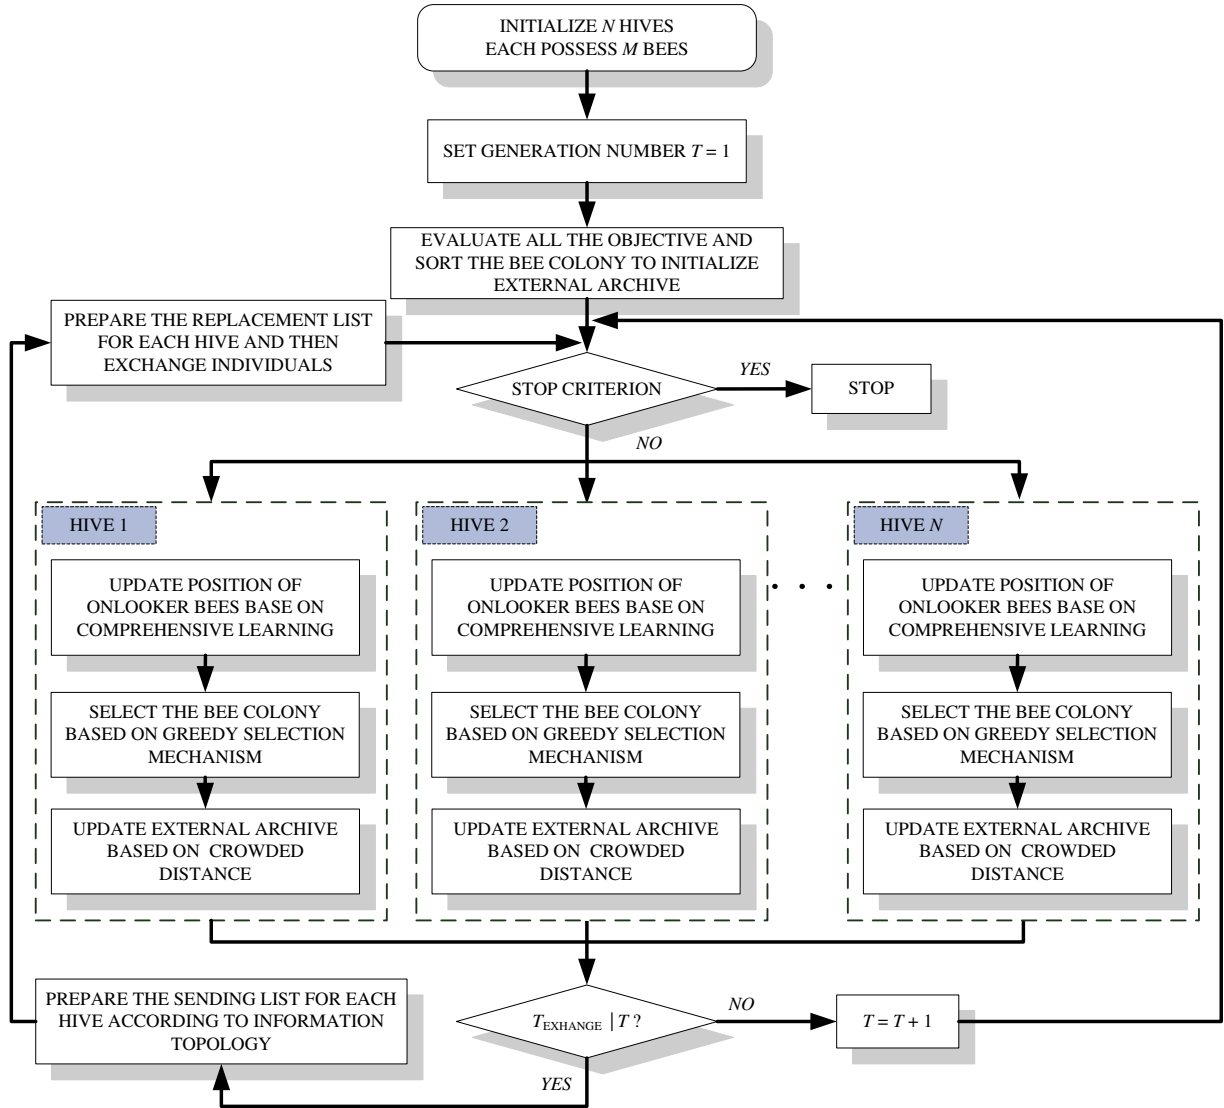 INITIALIZE N HIVES
EACH POSSESS M BEES
SET GENERATION NUMBER T = 1
EVALUATE ALL THE OBJECTIVE AND
SORT THE BEE COLONY TO INITIALIZE
EXTERNAL ARCHIVE
PREPARE THE REPLACEMENT LIST
FOR EACH HIVE AND THEN
EXCHANGE INDIVIDUALS
STOP CRITERION
YES
STOP
NO
HIVE 1
UPDATE POSITION OF
ONLOOKER BEES BASE ON
COMPREHENSIVE LEARNING
SELECT THE BEE COLONY
BASED ON GREEDY SELECTION
MECHANISM
UPDATE EXTERNAL ARCHIVE
BASED ON CROWDED
DISTANCE
HIVE 2
UPDATE POSITION OF
ONLOOKER BEES BASE ON
COMPREHENSIVE LEARNING
SELECT THE BEE COLONY
BASED ON GREEDY SELECTION
MECHANISM
UPDATE EXTERNAL ARCHIVE
BASED ON CROWDED
DISTANCE
. . .
HIVE N
UPDATE POSITION OF
ONLOOKER BEES BASE ON
COMPREHENSIVE LEARNING
SELECT THE BEE COLONY
BASED ON GREEDY SELECTION
MECHANISM
UPDATE EXTERNAL ARCHIVE
BASED ON CROWDED
DISTANCE
PREPARE THE SENDING LIST FOR EACH
HIVE ACCORDING TO INFORMATION
TOPOLOGY
T EXHANGE | T ?
NO
T = T + 1
YES